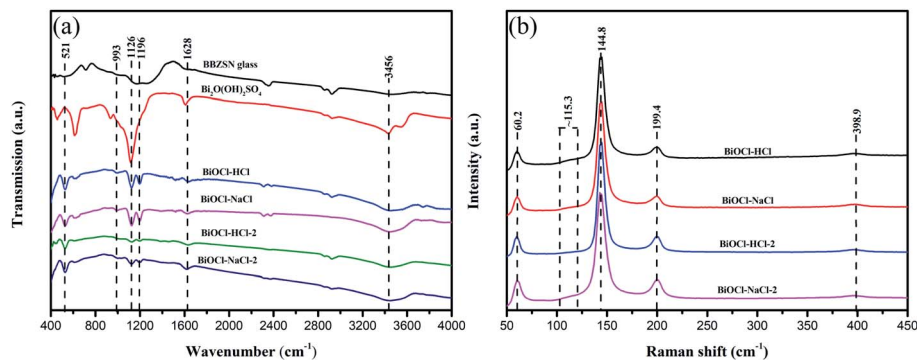 (a)
521
993
1126
1196
1628
3456
BBZSN glass
Bi₂O(OH)₂SO₄
BiOCl-HCl
BiOCl-NaCl
BiOCl-HCl-2
BiOCl-NaCl-2
Transmission (a.u.)
400 800 1200 1600 2000 2400 2800 3200 3600 4000
Wavenumber (cm⁻¹)
(b)
60.2
~115.3
144.8
199.4
398.9
BiOCl-HCl
BiOCl-NaCl
BiOCl-HCl-2
BiOCl-NaCl-2
Intensity (a.u.)
50 100 150 200 250 300 350 400 450
Raman shift (cm⁻¹)